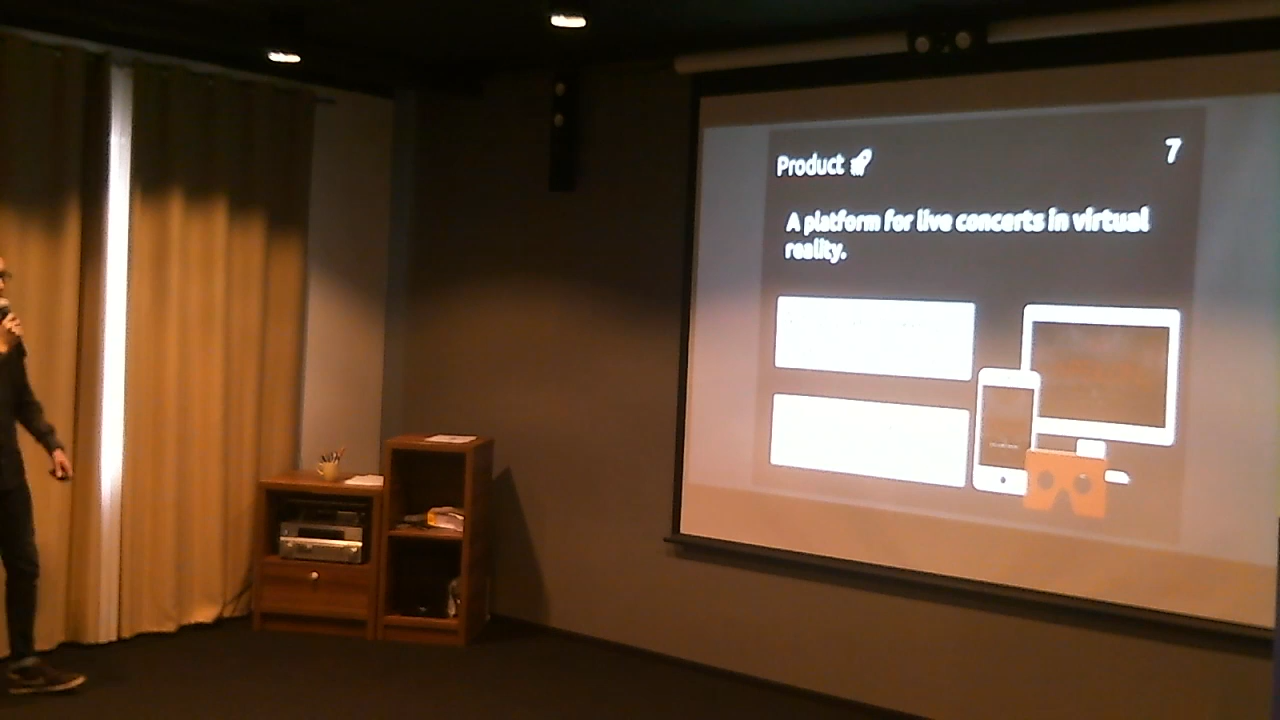 Product 🚀
7
A platform for live concerts in virtual
reality.